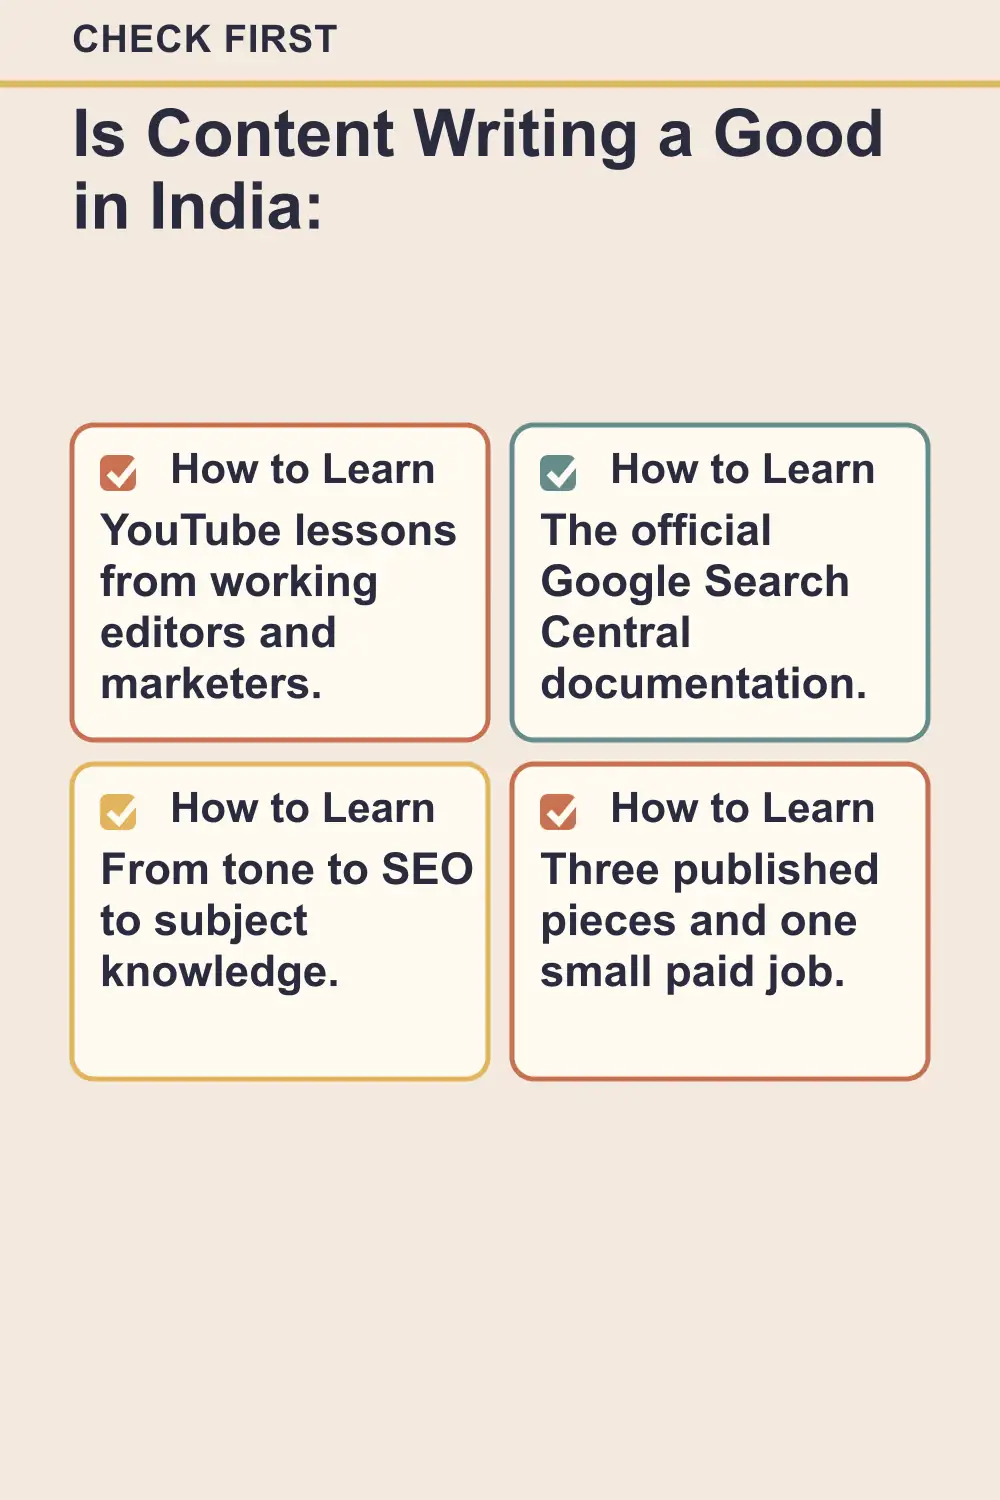 CHECK FIRST
Is Content Writing a Good
in India:
How to Learn
YouTube lessons
from working
editors and
marketers.
How to Learn
The official
Google Search
Central
documentation.
How to Learn
From tone to SEO
to subject
knowledge.
How to Learn
Three published
pieces and one
small paid job.